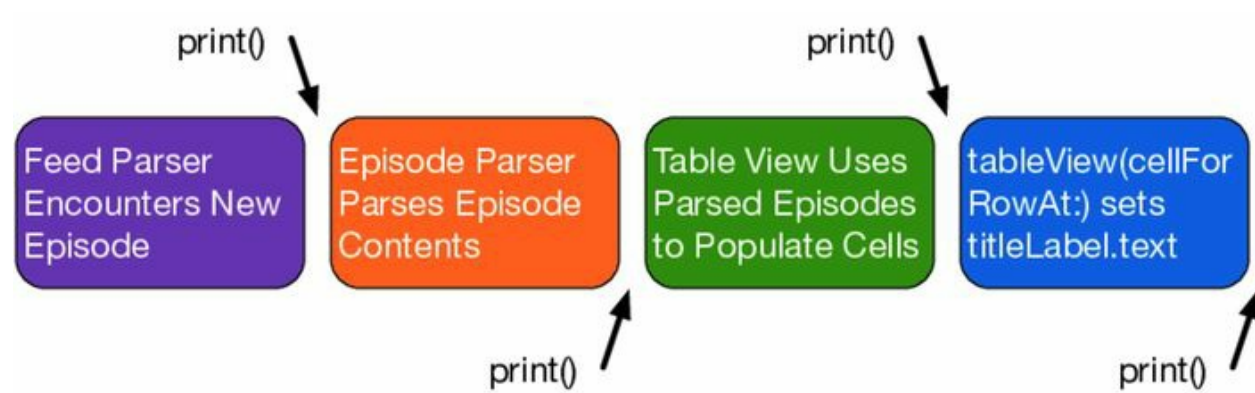 print()
print()
Feed Parser
Encounters New
Episode
Episode Parser
Parses Episode
Contents
Table View Uses
Parsed Episodes
to Populate Cells
tableView(cellFor
RowAt:) sets
titleLabel.text
print()
print()